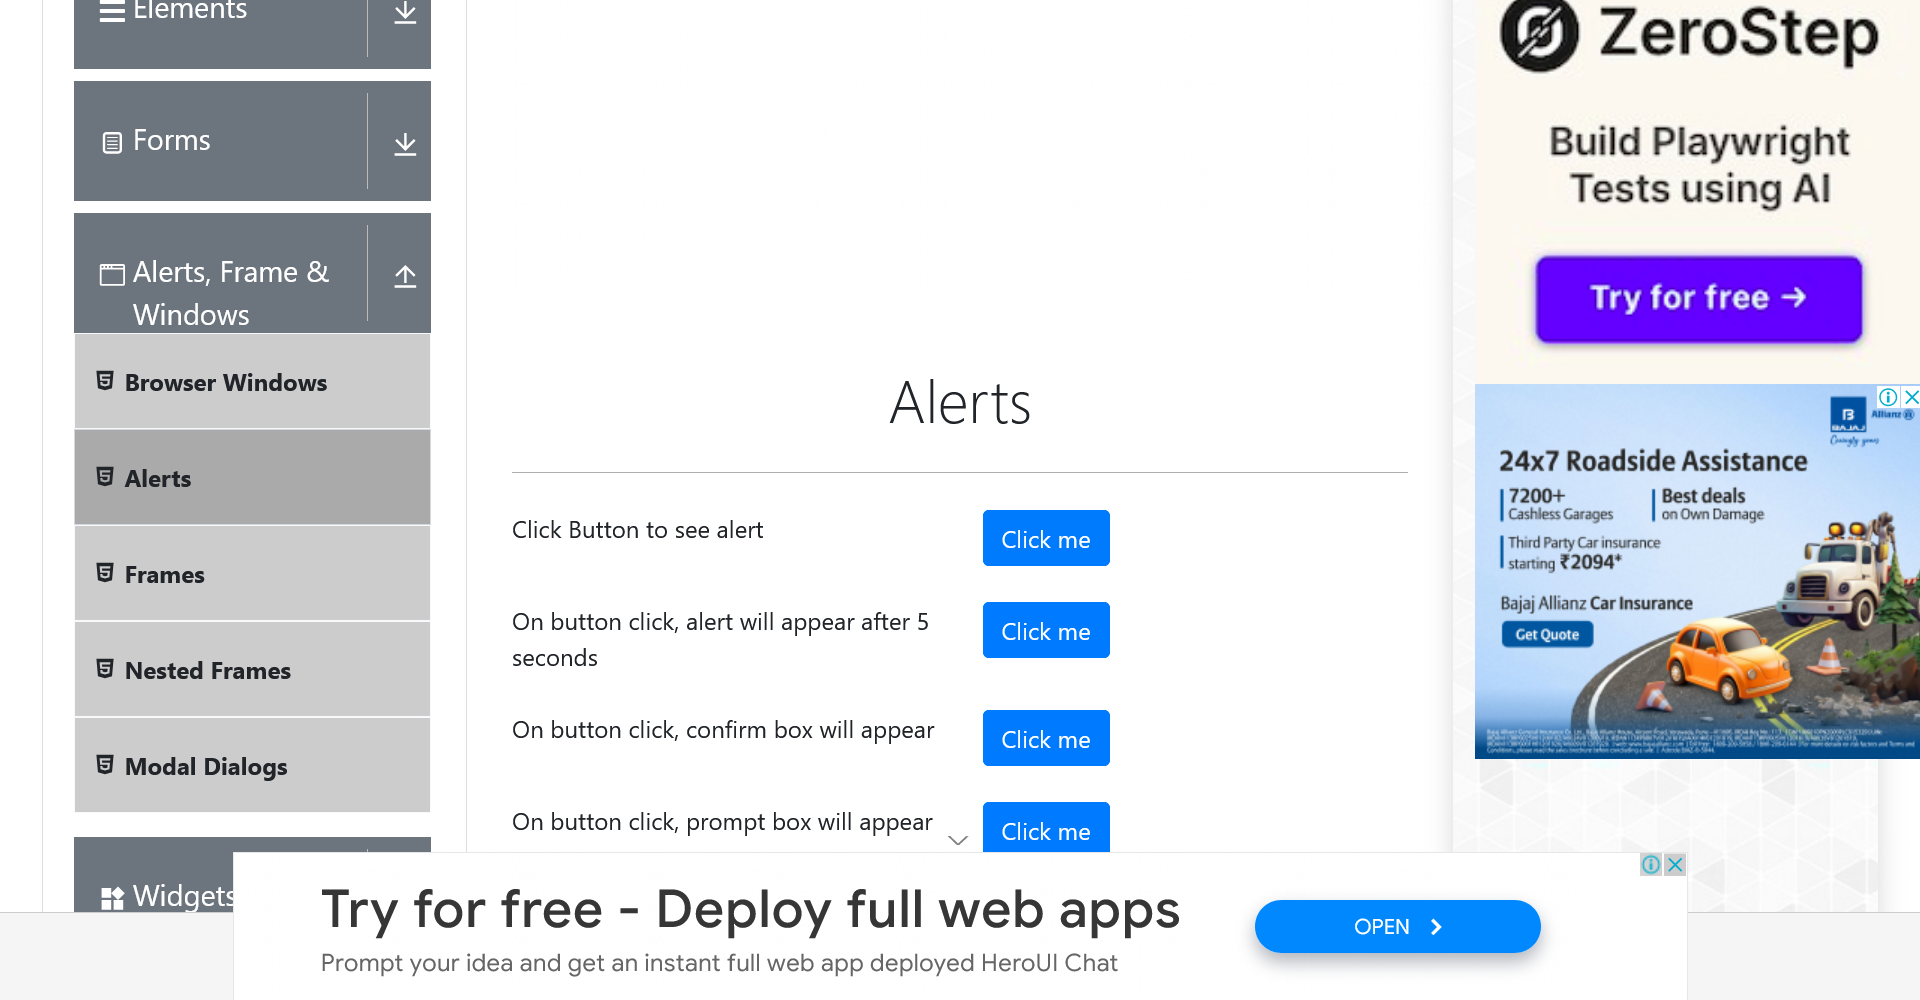 Elements
Forms
Alerts, Frame &
Windows
Browser Windows
Alerts
Frames
Nested Frames
Modal Dialogs
Widgets
Alerts
Click Button to see alert
Click me
On button click, alert will appear after 5
seconds
Click me
On button click, confirm box will appear
Click me
On button click, prompt box will appear
Click me
ZeroStep
Build Playwright
Tests using AI
Try for free →
B
BAJAJ
Allianz
Caringly yours
24x7 Roadside Assistance
7200+
Cashless Garages
Best deals
on Own Damage
Third Party Car insurance
starting ₹2094*
Bajaj Allianz Car Insurance
Get Quote
Try for free - Deploy full web apps
Prompt your idea and get an instant full web app deployed HeroUI Chat
OPEN